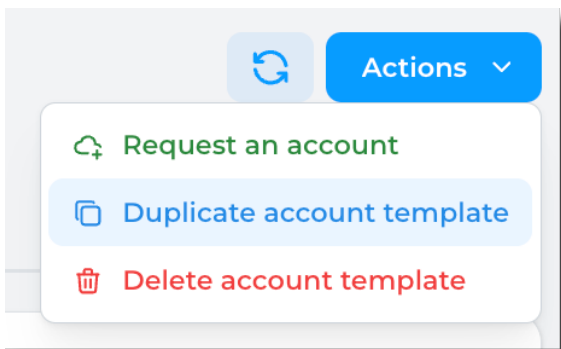 Actions
Request an account
Duplicate account template
Delete account template